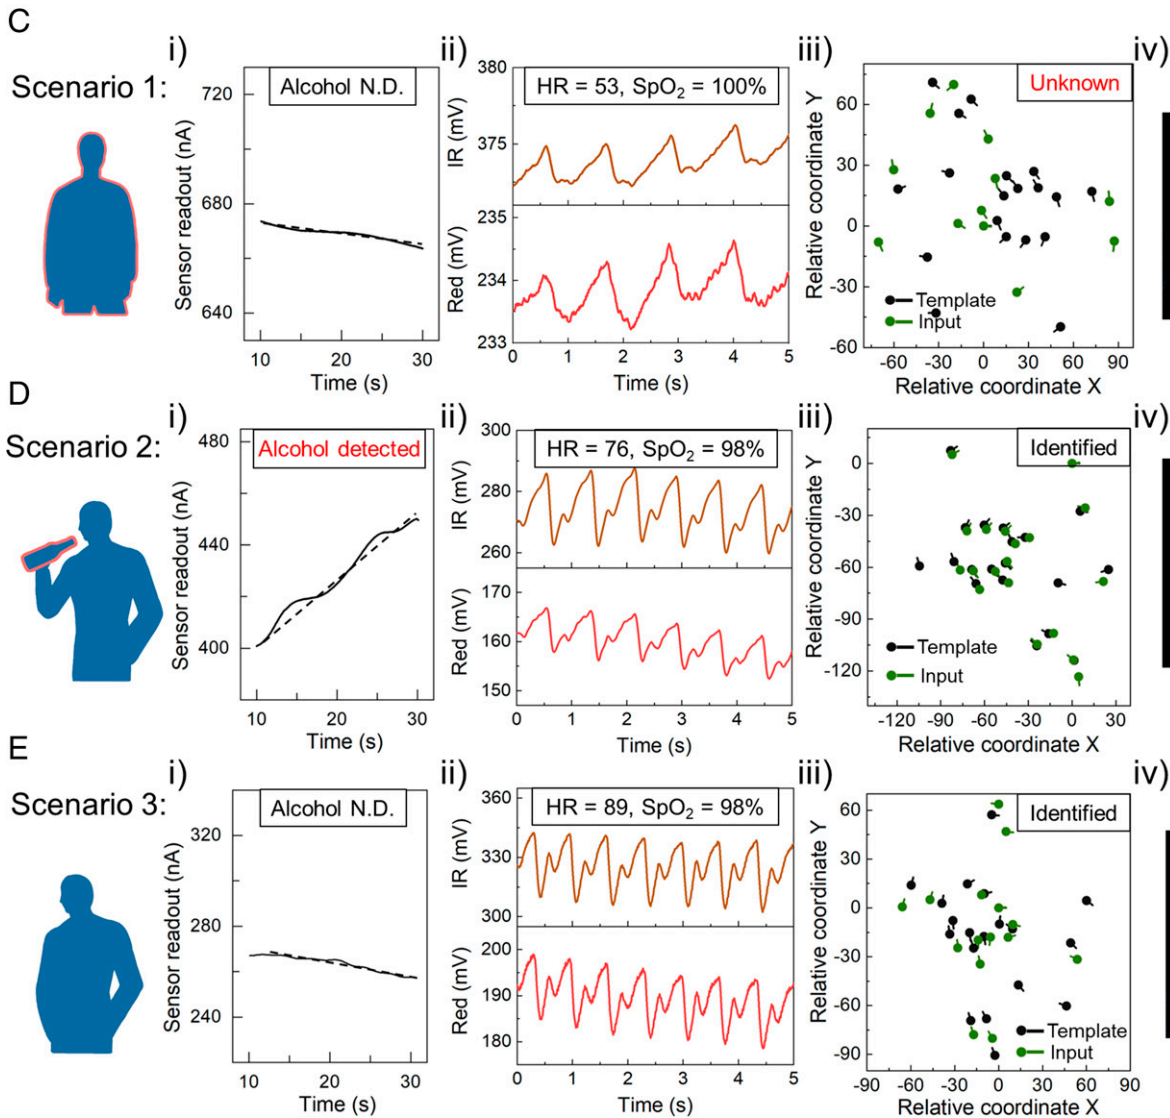 C
i)
ii)
iii)
iv)
Scenario 1:
Sensor readout (nA)
720
680
640
Alcohol N.D.
10
20
30
Time (s)
IR (mV)
380
375
HR = 53, SpO₂ = 100%
Red (mV)
235
234
233
0
1
2
3
4
5
Time (s)
Relative coordinate Y
90
60
30
0
-30
-60
Unknown
Template
Input
-60
-30
0
30
60
90
Relative coordinate X
D
i)
ii)
iii)
iv)
Scenario 2:
Sensor readout (nA)
480
440
400
Alcohol detected
10
20
30
Time (s)
IR (mV)
300
280
260
HR = 76, SpO₂ = 98%
Red (mV)
170
160
150
0
1
2
3
4
5
Time (s)
Relative coordinate Y
0
-30
-60
-90
-120
Identified
Template
Input
-120
-90
-60
-30
0
30
Relative coordinate X
E
i)
ii)
iii)
iv)
Scenario 3:
Sensor readout (nA)
320
280
240
Alcohol N.D.
10
20
30
Time (s)
IR (mV)
360
330
300
HR = 89, SpO₂ = 98%
Red (mV)
200
190
180
0
1
2
3
4
5
Time (s)
Relative coordinate Y
60
30
0
-30
-60
-90
Identified
Template
Input
-90
-60
-30
0
30
60
90
Relative coordinate X